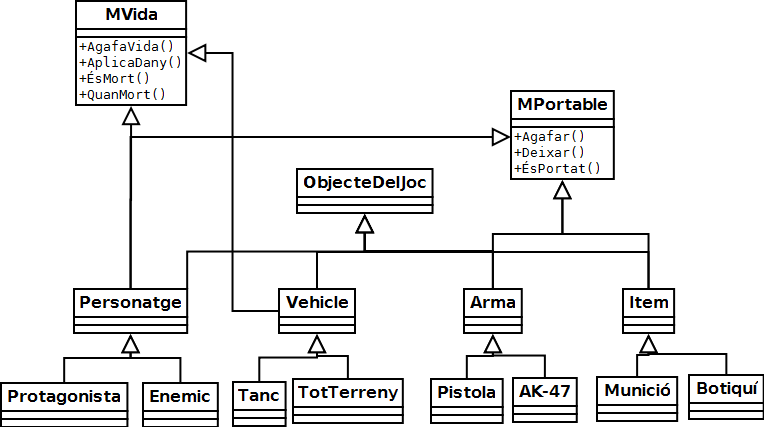 MVida
+AgafaVida()
+AplicaDany()
+ÉsMort()
+QuanMort()
MPortable
+Agafar()
+Deixar()
+ÉsPortat()
ObjecteDelJoc
Personatge
Vehicle
Arma
Item
Protagonista
Enemic
Tanc
TotTerreny
Pistola
AK-47
Munició
Botiquí